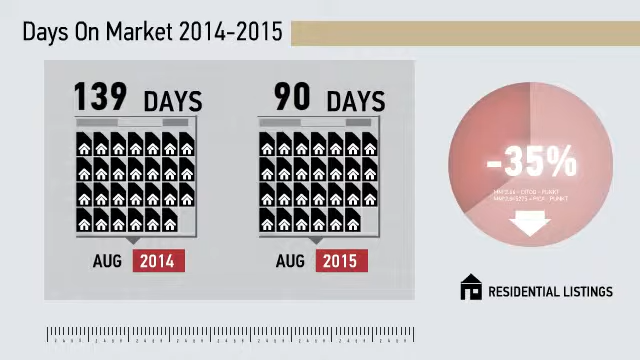 Days On Market 2014-2015
139 DAYS
90 DAYS
-35%
AUG 2014
AUG 2015
RESIDENTIAL LISTINGS